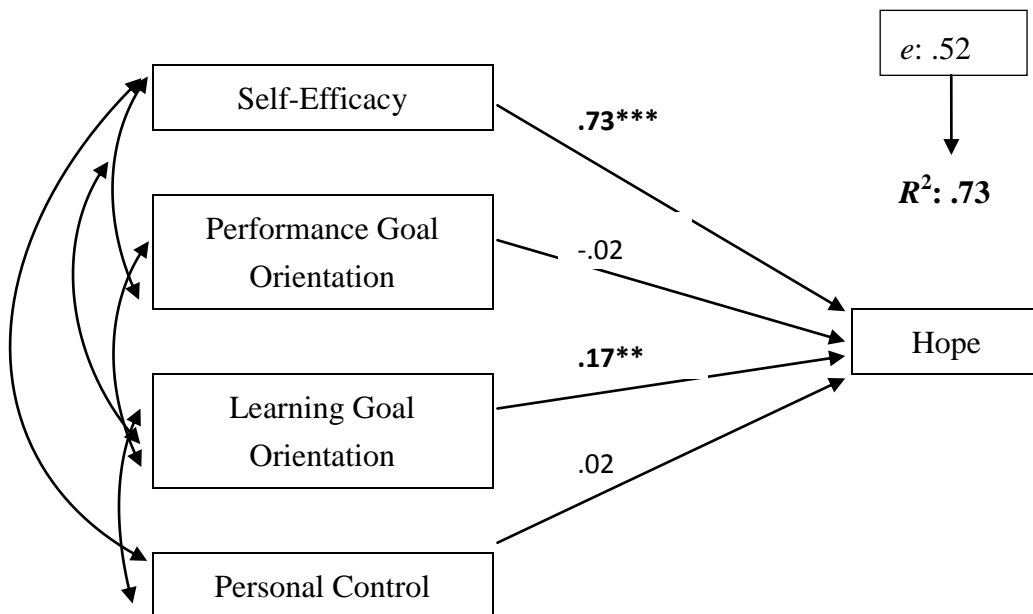 e: .52
Self-Efficacy
.73***
R²: .73
Performance Goal
Orientation
-.02
Hope
.17**
Learning Goal
Orientation
.02
Personal Control